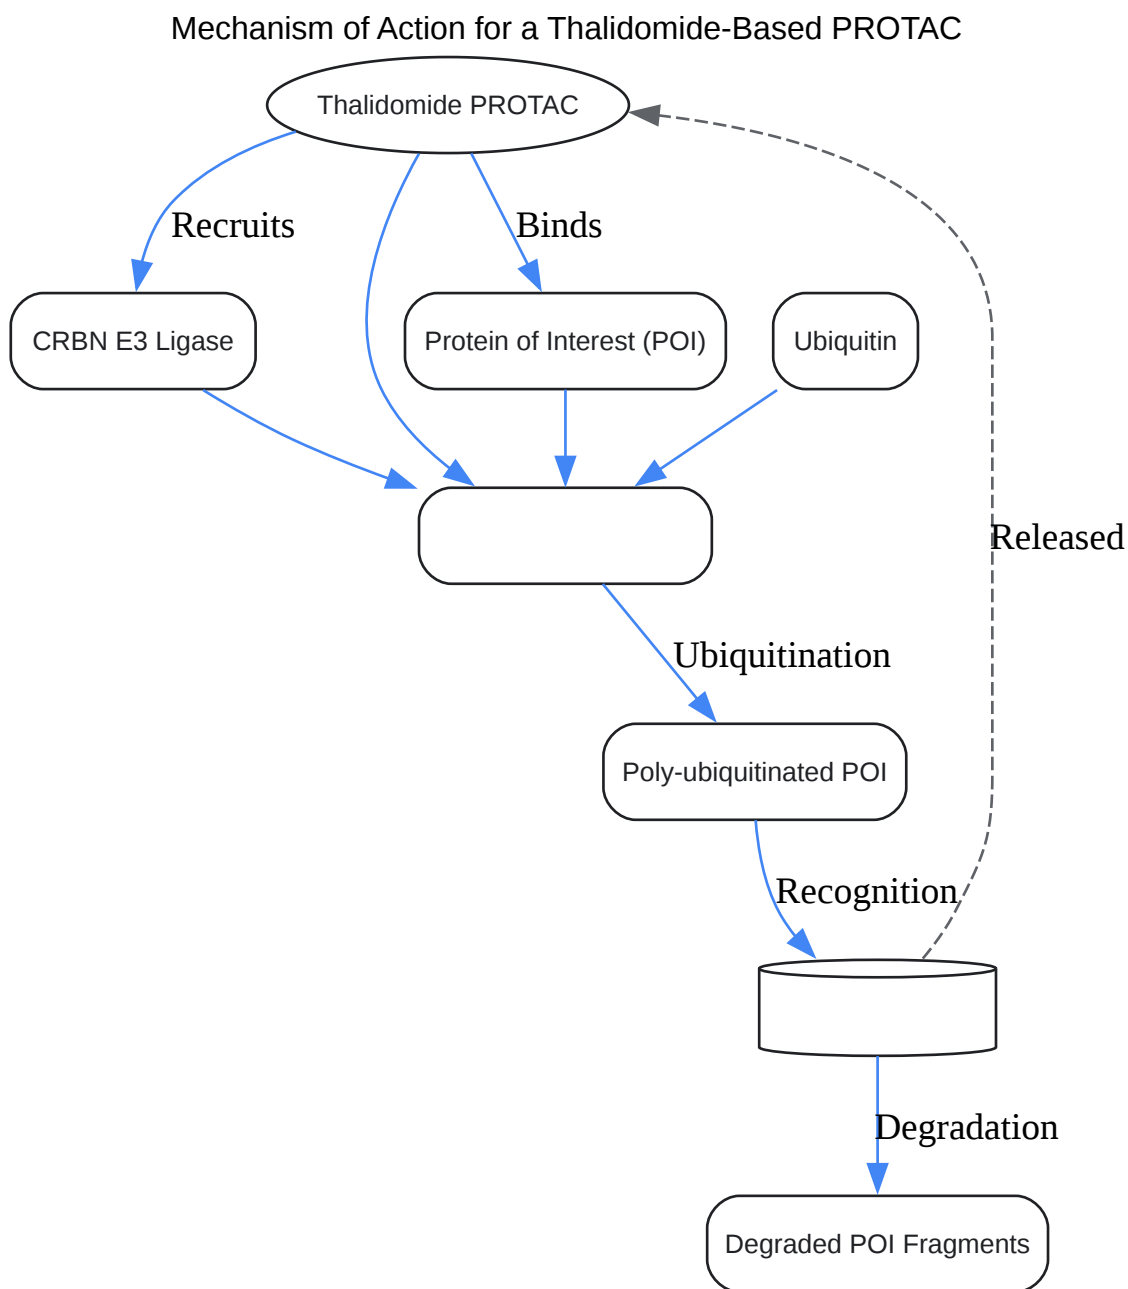 Mechanism of Action for a Thalidomide-Based PROTAC
Thalidomide PROTAC
Recruits
Binds
CRBN E3 Ligase
Protein of Interest (POI)
Ubiquitin
Released
Ubiquitination
Poly-ubiquitinated POI
Recognition
Degradation
Degraded POI Fragments